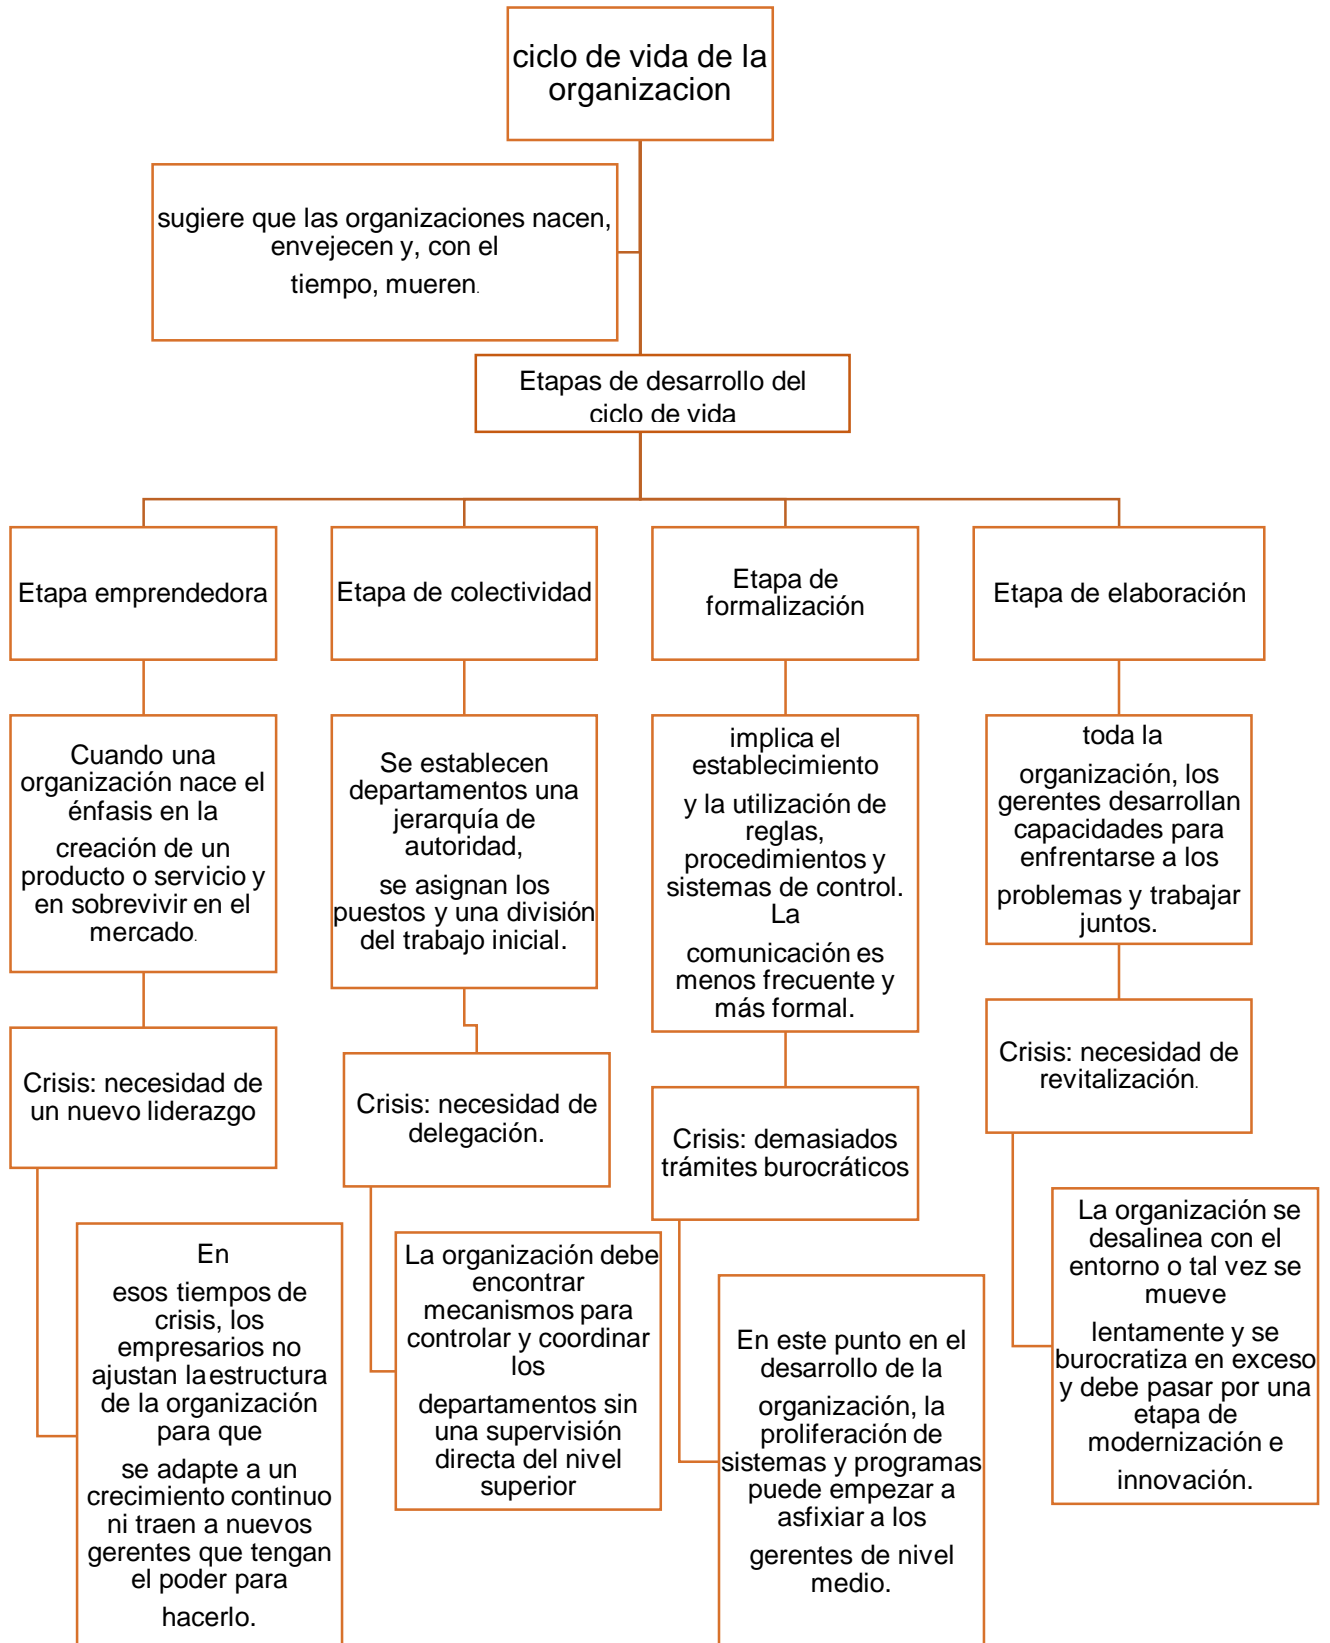 ciclo de vida de la
organizacion
sugiere que las organizaciones nacen,
envejecen y, con el
tiempo, mueren.
Etapas de desarrollo del
ciclo de vida
Etapa emprendedora
Cuando una
organización nace el
énfasis en la
creación de un
producto o servicio y
en sobrevivir en el
mercado.
Crisis: necesidad de
un nuevo liderazgo
En
esos tiempos de
crisis, los
empresarios no
ajustan la estructura
de la organización
para que
se adapte a un
crecimiento continuo
ni traen a nuevos
gerentes que tengan
el poder para
hacerlo.
Etapa de colectividad
Se establecen
departamentos una
jerarquía de
autoridad,
se asignan los
puestos y una división
del trabajo inicial.
Crisis: necesidad de
delegación.
La organización debe
encontrar
mecanismos para
controlar y coordinar
los
departamentos sin
una supervisión
directa del nivel
superior
Etapa de
formalización
implica el
establecimiento
y la utilización de
reglas,
procedimientos y
sistemas de control.
La
comunicación es
menos frecuente y
más formal.
Crisis: demasiados
trámites burocráticos
En este punto en el
desarrollo de la
organización, la
proliferación de
sistemas y programas
puede empezar a
asfixiar a los
gerentes de nivel
medio.
Etapa de elaboración
toda la
organización, los
gerentes desarrollan
capacidades para
enfrentarse a los
problemas y trabajar
juntos.
Crisis: necesidad de
revitalización.
La organización se
desalinea con el
entorno o tal vez se
mueve
lentamente y se
burocratiza en exceso
y debe pasar por una
etapa de
modernización e
innovación.